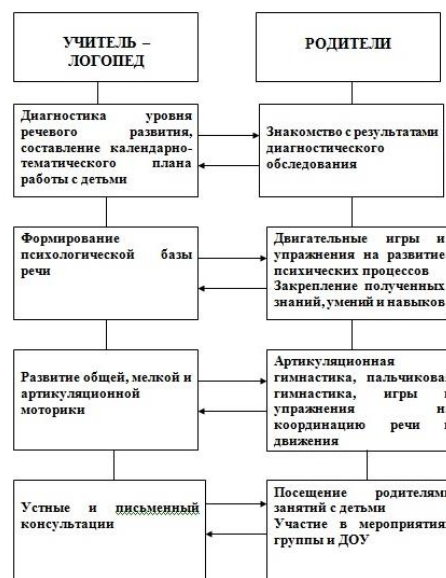 УЧИТЕЛЬ –
ЛОГОПЕД
РОДИТЕЛИ
Диагностика уровня
речевого развития,
составление календарно-
тематического плана
работы с детьми
Знакомство с результатами
диагностического
обследования
Формирование
психологической базы
речи
Двигательные игры и
упражнения на развитие
психических процессов
Закрепление полученных
знаний, умений и навыков
Развитие общей, мелкой и
артикуляционной
моторики
Артикуляционная
гимнастика, пальчиковая
гимнастика, игры и
упражнения на
координацию речи и
движения
Устные и письменный
консультации
Посещение родителями
занятий с детьми
Участие в мероприятия
группы и ДОУ